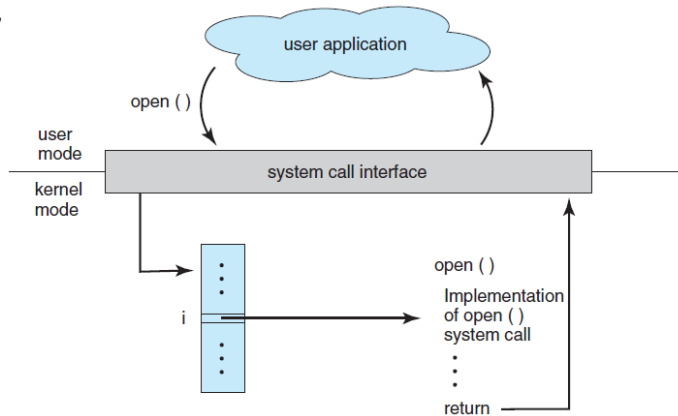 user application
open ( )
user
mode
system call interface
kernel
mode
open ( )
Implementation
of open ( )
system call
i
return